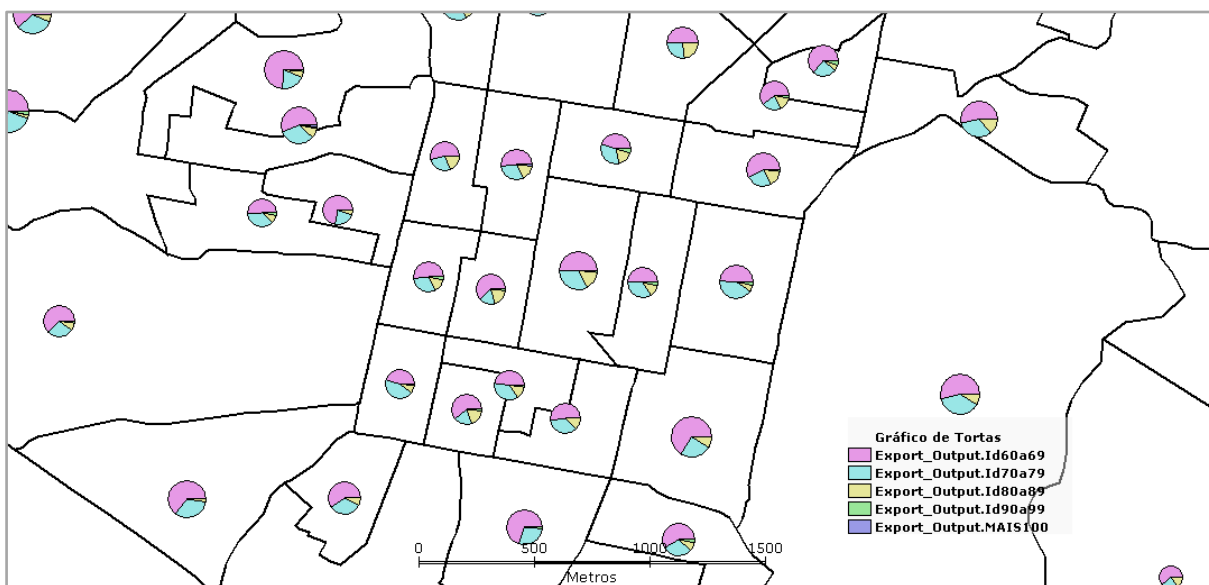 Gráfico de Tortas
Export_Output.Id60a69
Export_Output.Id70a79
Export_Output.Id80a89
Export_Output.Id90a99
Export_Output.MAIS100
0 500 1000 1500
Metros